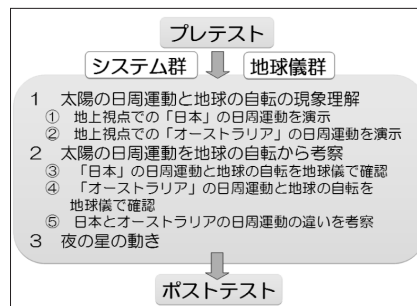 プレテスト
システム群 地球儀群
1 太陽の日周運動と地球の自転の現象理解
① 地上視点での「日本」の日周運動を演示
② 地上視点での「オーストラリア」の日周運動を演示
2 太陽の日周運動を地球の自転から考察
③ 「日本」の日周運動と地球の自転を地球儀で確認
④ 「オーストラリア」の日周運動と地球の自転を
地球儀で確認
⑤ 日本とオーストラリアの日周運動の違いを考察
3 夜の星の動き
ポストテスト